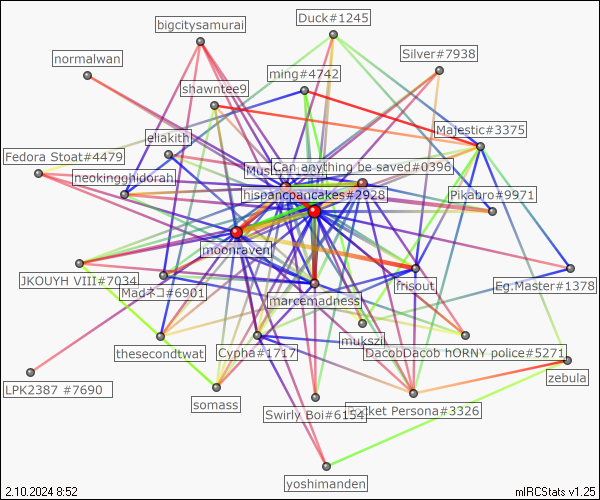 Duck#1245
bigcitysamurai
Silver#7938
normalwan
ming#4742
shawntee9
Majestic#3375
eliakith
Fedora Stoat#4479
Can anything be saved#0396
neokingghidorah
hispancpancakes#2928
Pikabro#9971
moonraven
JKOUYH VIII#7034
frisout
Eg.Master#1378
Madネコ#6901
marcemadness
mukszi
thesecondtwat
Cypha#1717
DacobDacob hORNY police#5271
zebula
LPK2387 #7690
somass
Swirly Boi#6154
Persona#3326
yoshimanden
2.10.2024 8:52
mIRCStats v1.25